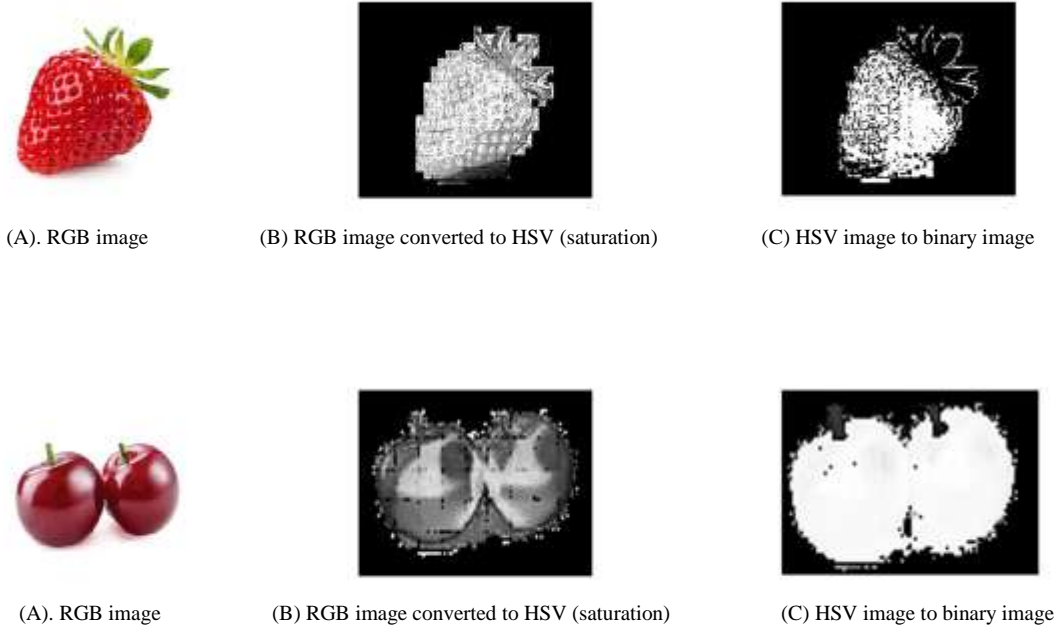 (A). RGB image
(B) RGB image converted to HSV (saturation)
(C) HSV image to binary image
(A). RGB image
(B) RGB image converted to HSV (saturation)
(C) HSV image to binary image